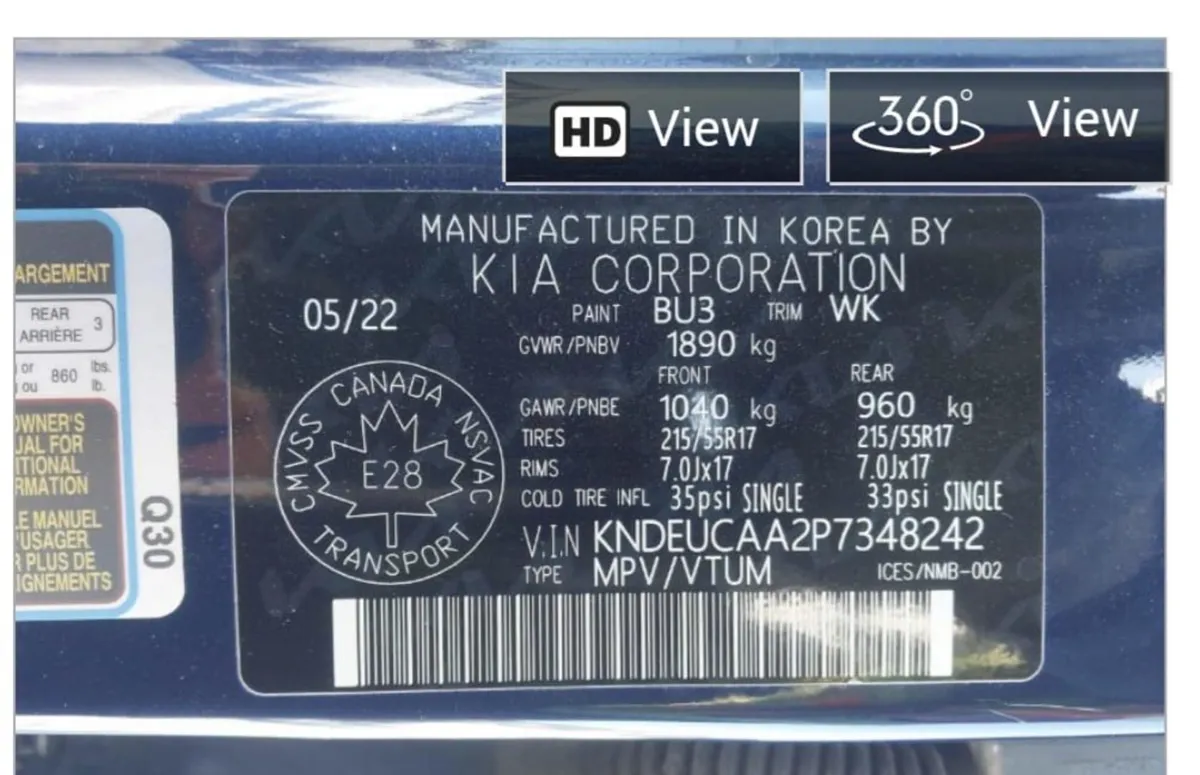 HD View
360° View
MANUFACTURED IN KOREA BY
KIA CORPORATION
05/22
PAINT BU3 TRIM WK
GVWR/PNBV 1890 kg
FRONT REAR
GAWR/PNBE 1040 kg 960 kg
TIRES 215/55R17 215/55R17
RIMS 7.0Jx17 7.0Jx17
COLD TIRE INFL 35psi SINGLE 33psi SINGLE
V.I.N KNDEUCAA2P7348242
TYPE MPV/VTUM ICES/NMB-002
CMVSS CANADA NSVAC
E28
TRANSPORT
ARGEMENT
REAR
ARRIÈRE 3
or 860 lbs.
ou lb.
OWNER'S
UAL FOR
ITIONAL
RMATION
LE MANUEL
'USAGER
R PLUS DE
IGNEMENTS
Q30